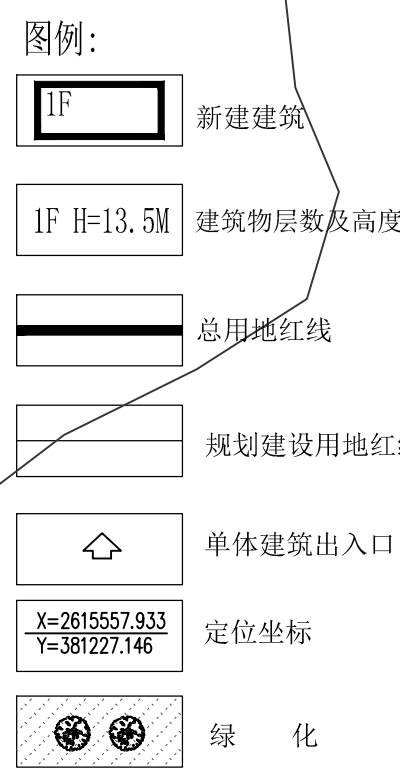 图例:
1F
新建建筑
1F H=13.5M
建筑物层数及高度
总用地红线
规划建设用地红
单体建筑出入口
X=2615557.933
Y=381227.146
定位坐标
绿 化